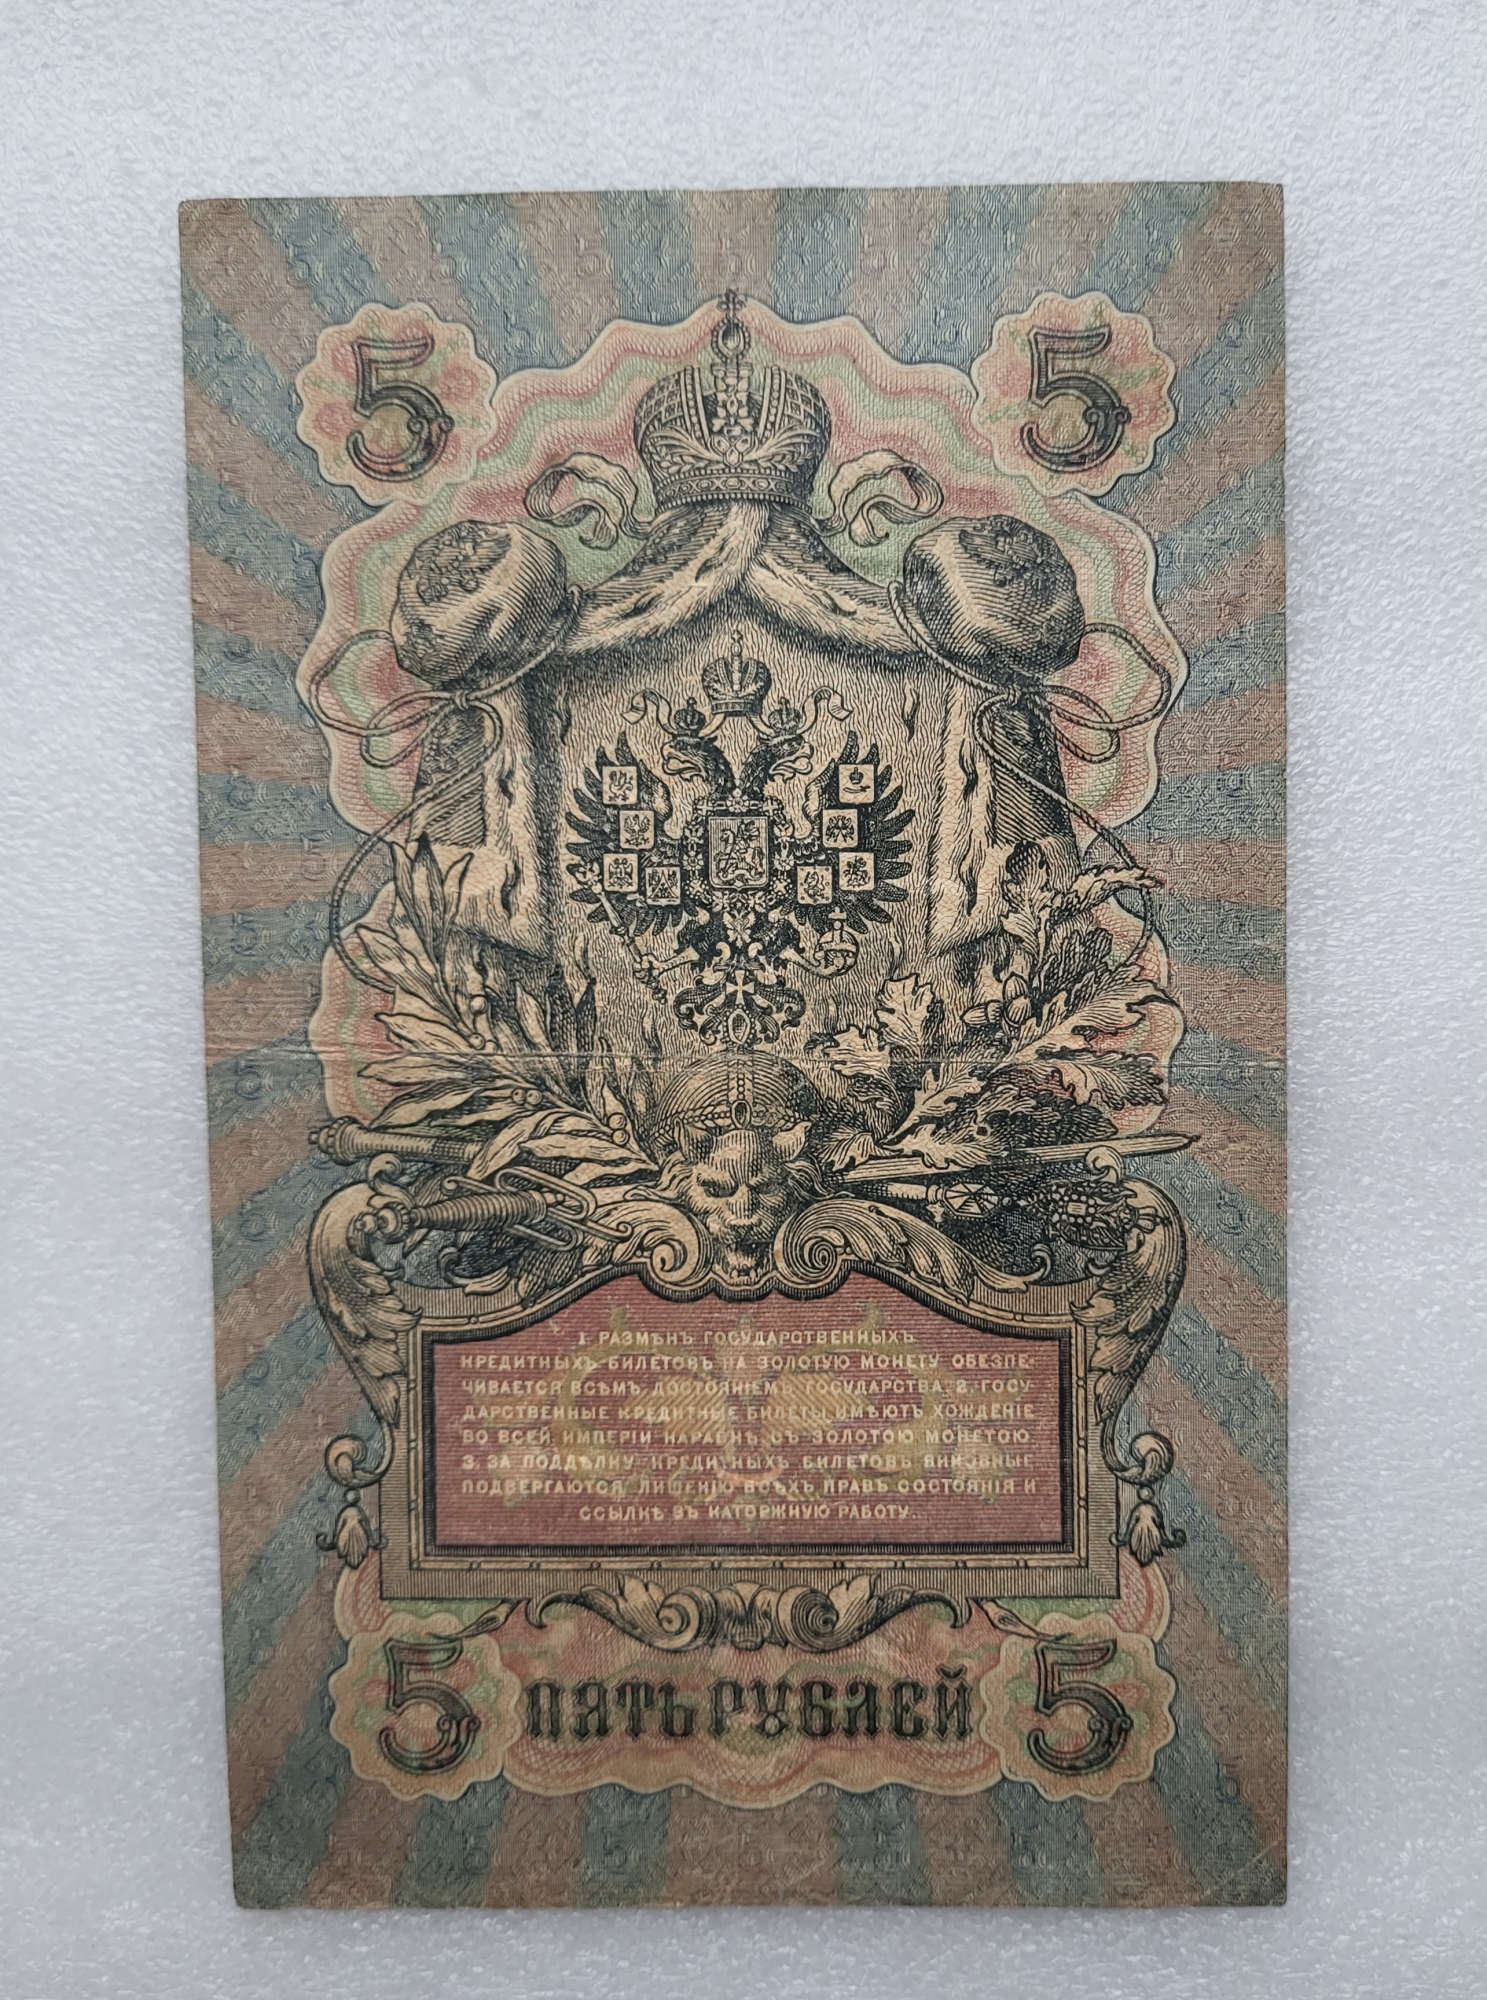 5 5
1. РАЗМѢНЪ ГОСУДАРСТВЕННЫХЪ
КРЕДИТНЫХЪ БИЛЕТОВЪ НА ЗОЛОТУЮ МОНЕТУ ОБЕЗПЕ-
ЧИВАЕТСЯ ВСѢМЪ ДОСТОЯНІЕМЪ ГОСУДАРСТВА. 2. ГОСУ-
ДАРСТВЕННЫЕ КРЕДИТНЫЕ БИЛЕТЫ ИМѢЮТЪ ХОЖДЕНІЕ
ВО ВСЕЙ ИМПЕРІИ НАРАВНѢ СЪ ЗОЛОТОЮ МОНЕТОЮ
3. ЗА ПОДДѢЛКУ КРЕДИТНЫХЪ БИЛЕТОВЪ ВИНОВНЫЕ
ПОДВЕРГАЮТСЯ ЛИШЕНІЮ ВСѢХЪ ПРАВЪ СОСТОЯНІЯ И
ССЫЛКѢ ВЪ КАТОРЖНУЮ РАБОТУ.
5 ПЯТЬ РУБЛЕЙ 5